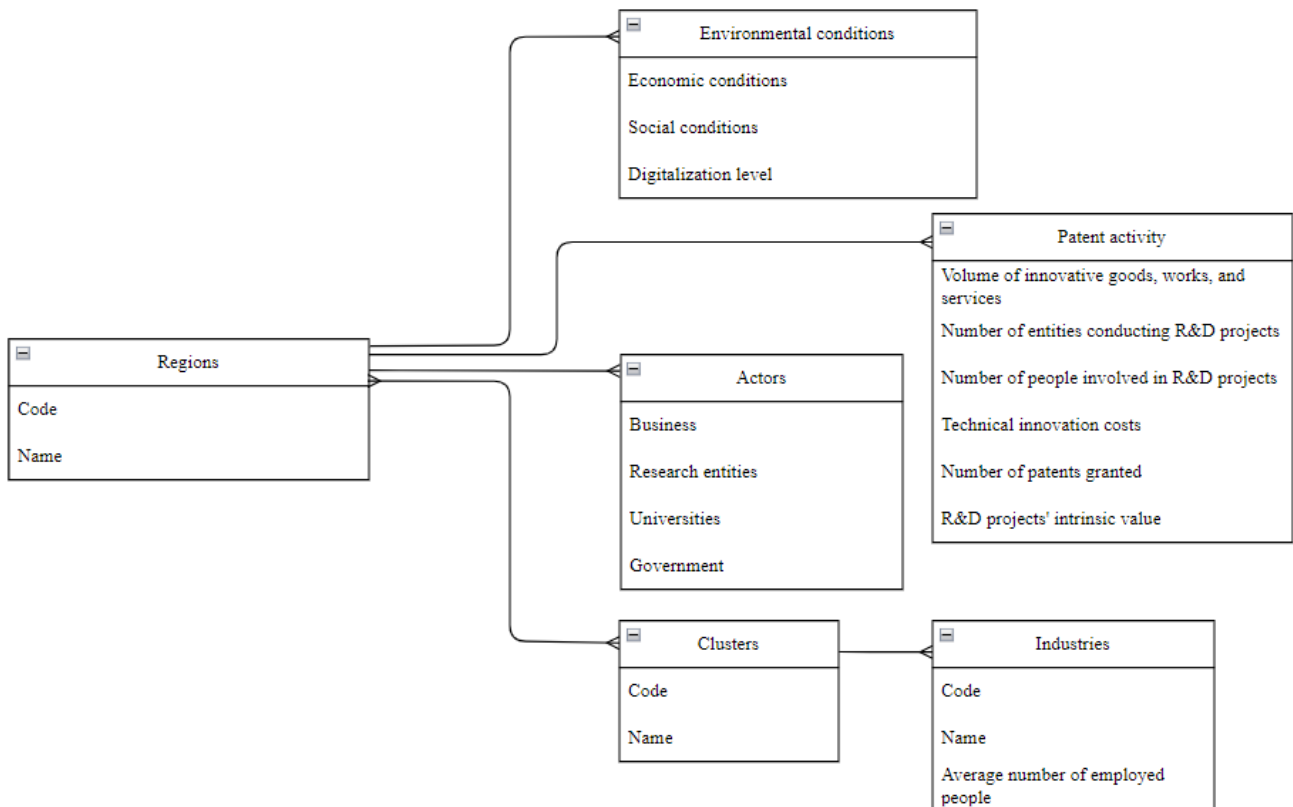 Environmental conditions
Economic conditions
Social conditions
Digitalization level
Patent activity
Volume of innovative goods, works, and
services
Number of entities conducting R&D projects
Number of people involved in R&D projects
Technical innovation costs
Number of patents granted
R&D projects' intrinsic value
Regions
Code
Name
Actors
Business
Research entities
Universities
Government
Clusters
Code
Name
Industries
Code
Name
Average number of employed
people